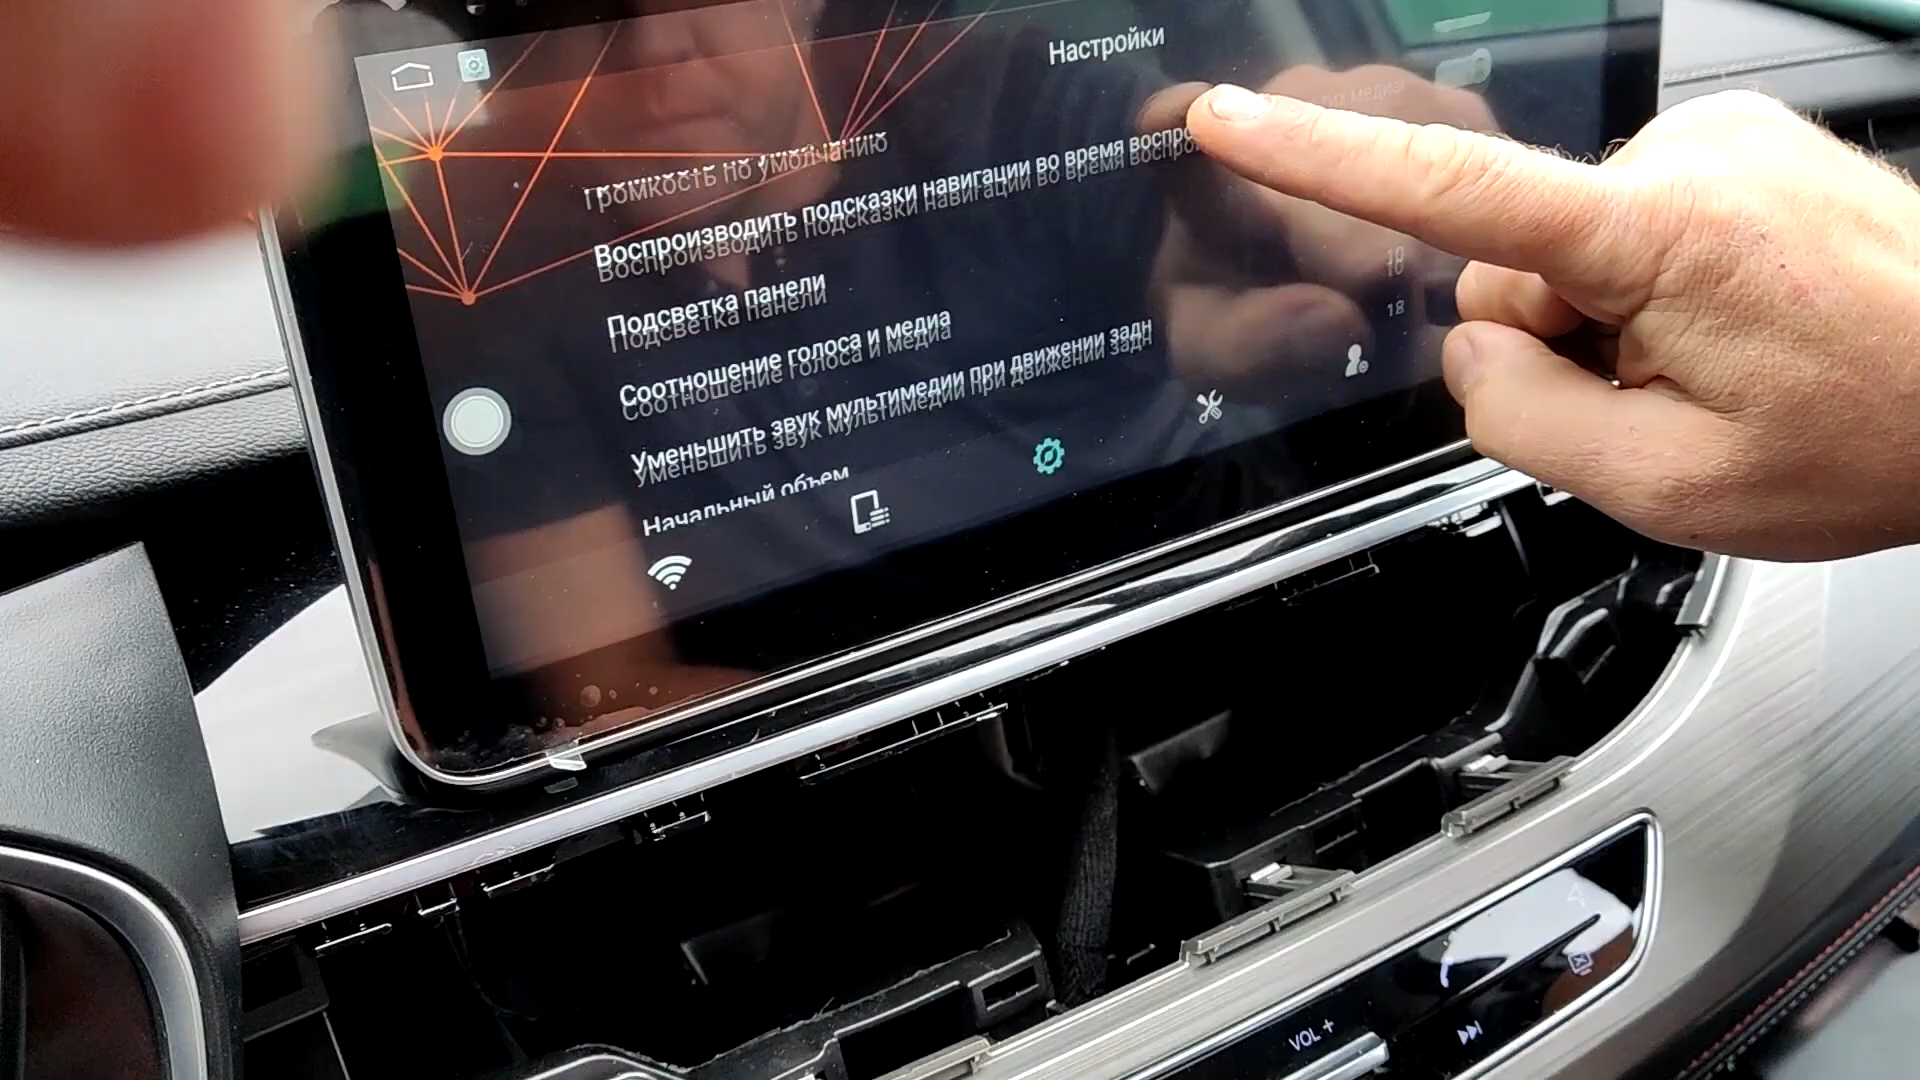 Настройки
Громкость по умолчанию
Воспроизводить подсказки навигации во время
Подсветка панели
18
Соотношение голоса и медиа
18
Уменьшить звук мультимедии при движении задн
Начальный объем
VOL +